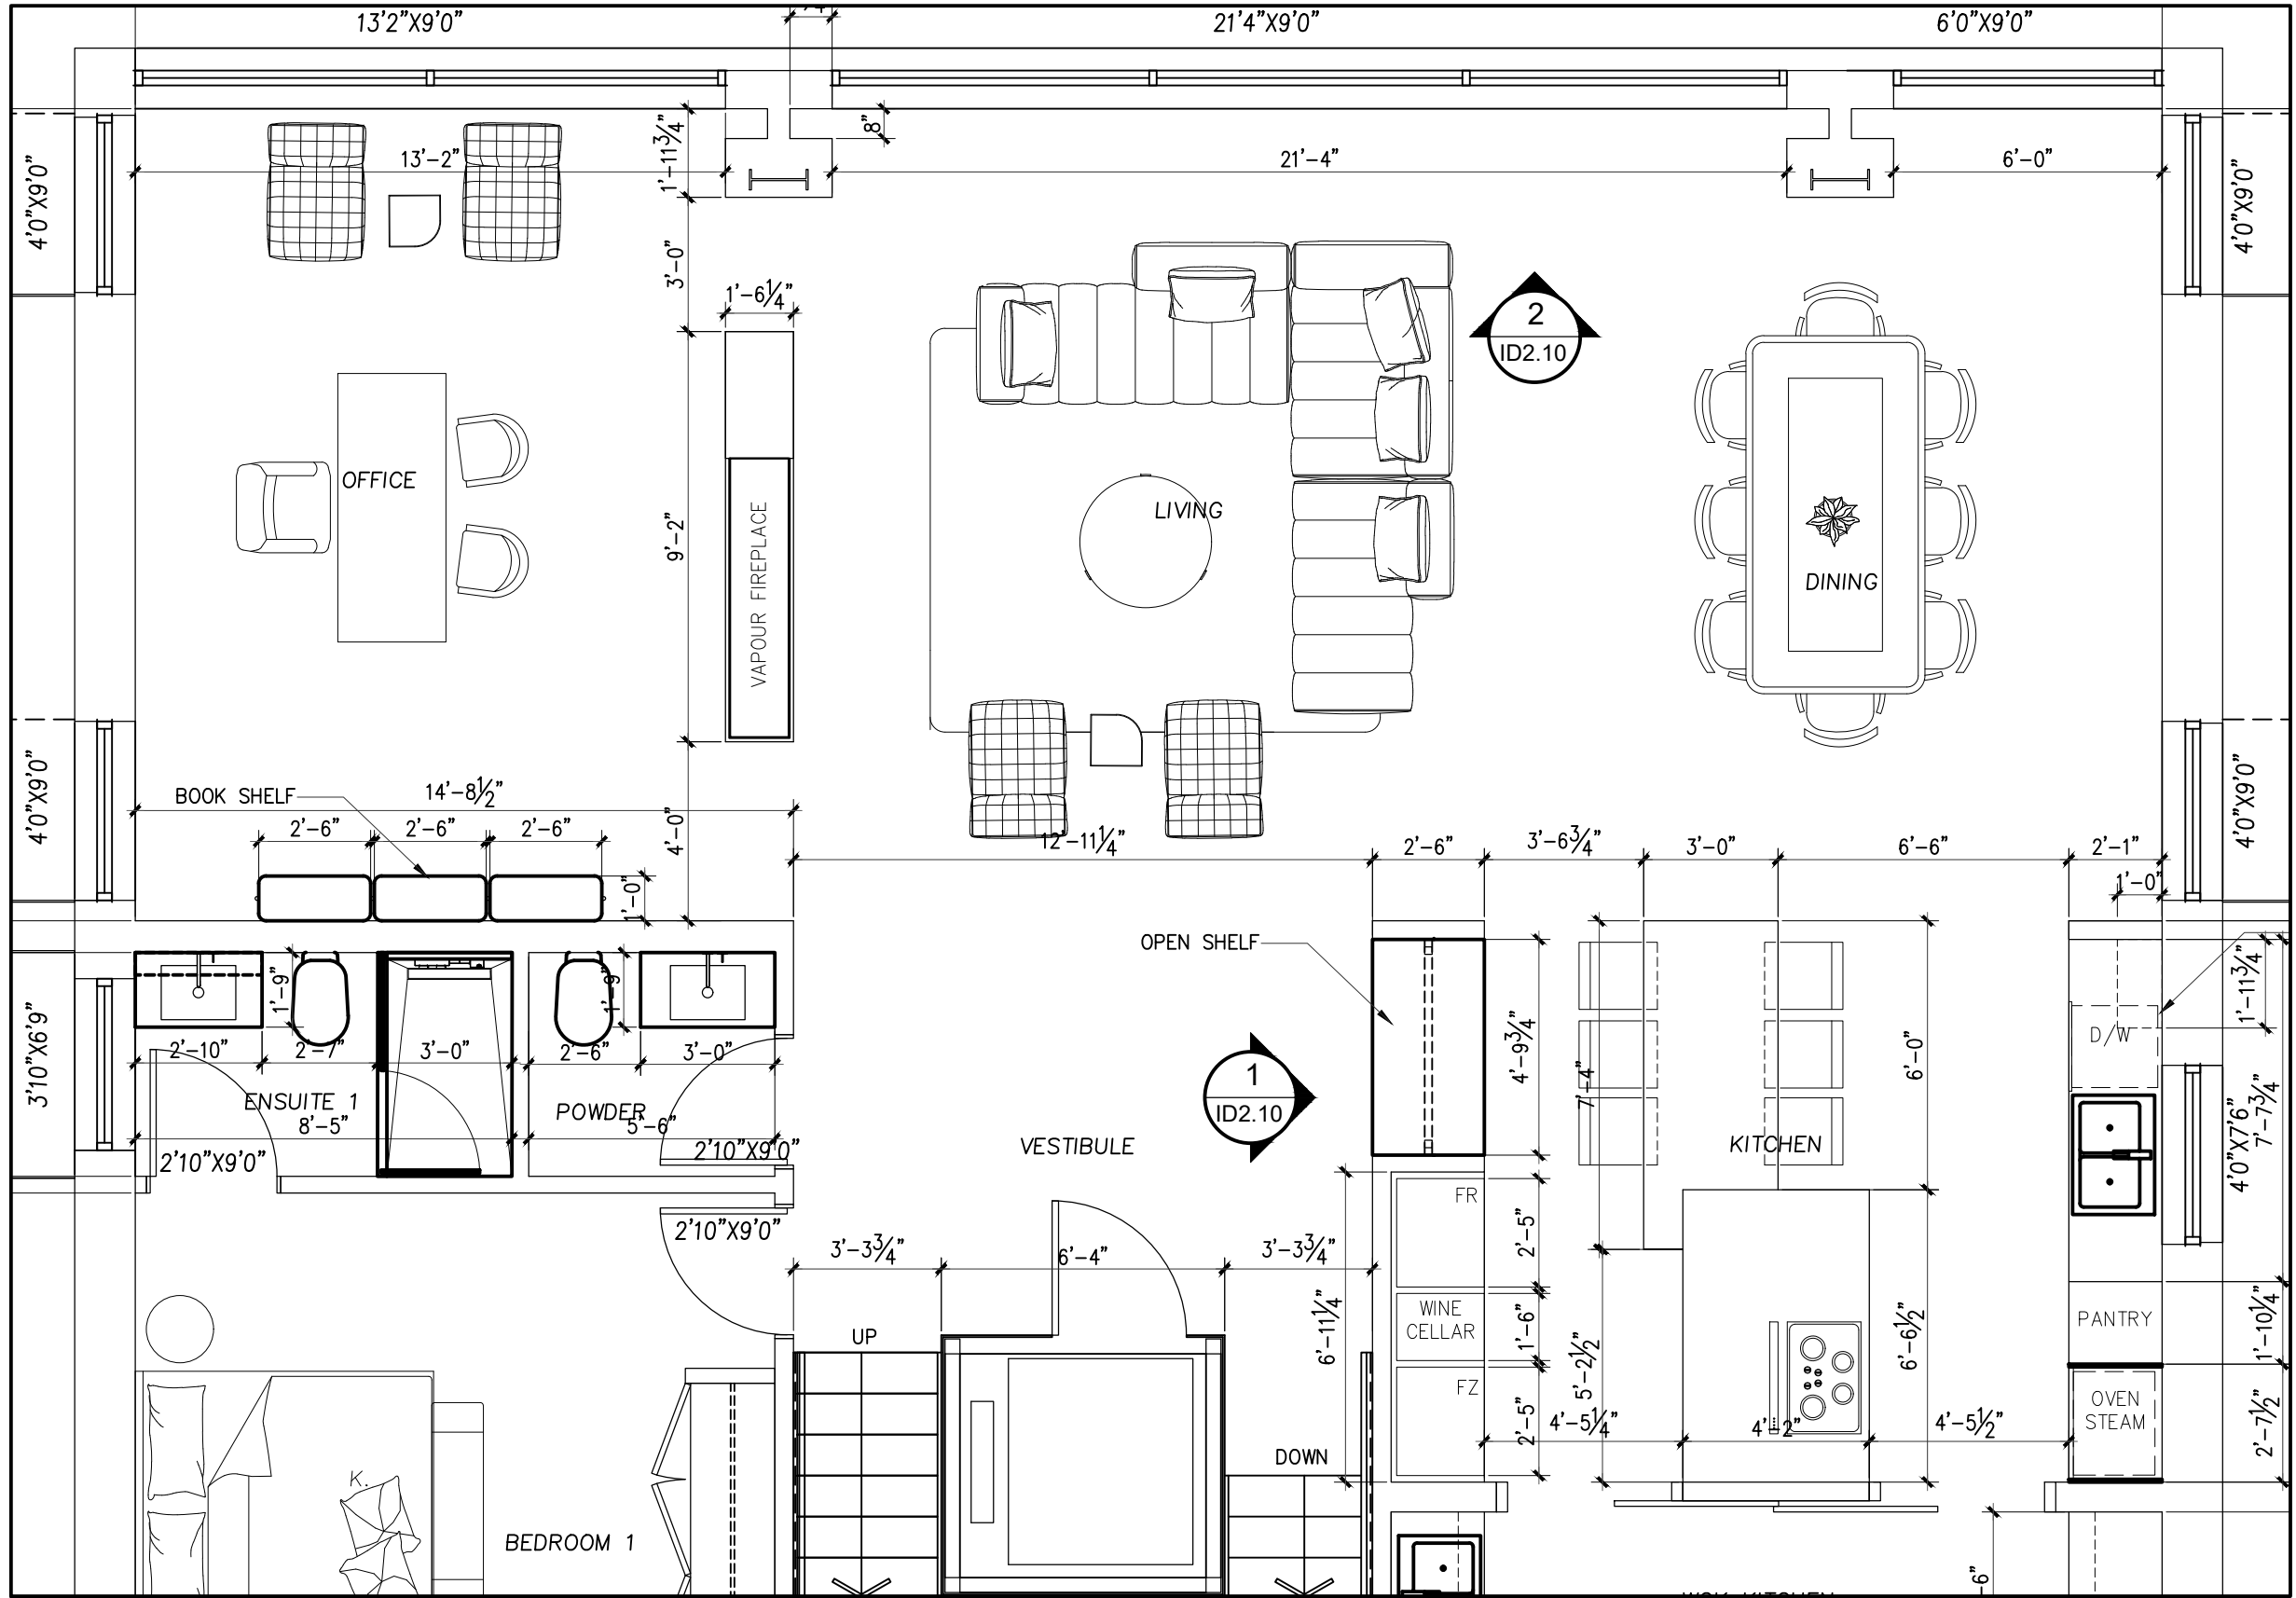 13'2"X9'0"
21'4"X9'0"
6'0"X9'0"
4'0"X9'0"
13'-2"
1'-11¾"
8"
21'-4"
6'-0"
4'0"X9'0"
3'-0"
1'-6¼"
2
ID2.10
OFFICE
9'-2"
VAPOUR FIREPLACE
LIVING
DINING
4'0"X9'0"
BOOK SHELF
14'-8½"
4'-0"
4'0"X9'0"
2'-6"
2'-6"
2'-6"
1'-0"
12'-11¼"
2'-6"
3'-6¾"
3'-0"
6'-6"
2'-1"
1'-0"
OPEN SHELF
1'-9"
1'-9"
4'-9¾"
7'-4"
6'-0"
D/W
1'-11¾"
3'10"X6'9"
2'-10"
2'-7"
3'-0"
2'-6"
3'-0"
ENSUITE 1
8'-5"
POWDER
5'-6"
1
ID2.10
2'10"X9'0"
2'10"X9'0"
VESTIBULE
KITCHEN
4'0"X7'6"
7'-7¾"
2'10"X9'0"
FR
2'-5"
3'-3¾"
6'-4"
3'-3¾"
6'-11¼"
WINE
CELLAR
1'-6"
5'-2½"
6'-6½"
PANTRY
1'-10¼"
UP
FZ
2'-5"
OVEN
STEAM
2'-7½"
4'-5¼"
4'-2"
4'-5½"
DOWN
K.
BEDROOM 1
-6"